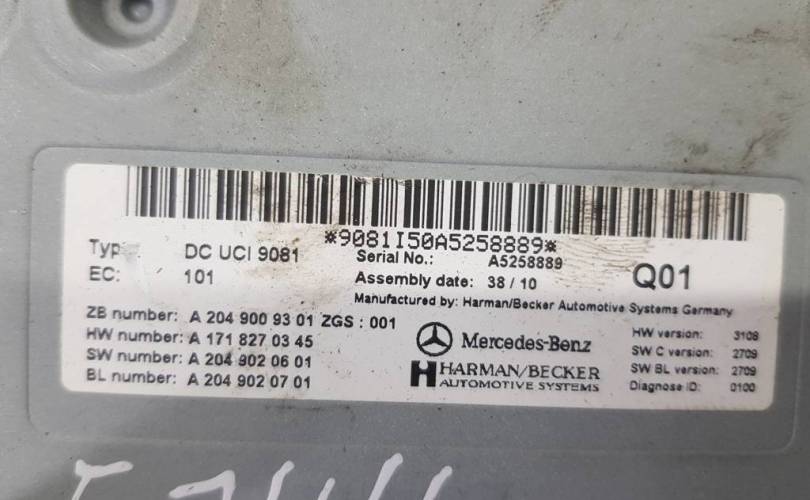 *9081I50A5258889*
Typ: DC UCI 9081
Serial No.: A5258889
EC: 101
Assembly date: 38 / 10
Q01
Manufactured by: Harman/Becker Automotive Systems Germany
ZB number: A 204 900 93 01 ZGS : 001
HW number: A 171 827 03 45
SW number: A 204 902 06 01
BL number: A 204 902 07 01
Mercedes-Benz
HARMAN/BECKER
AUTOMOTIVE SYSTEMS
HW version: 3108
SW C version: 2709
SW BL version: 2709
Diagnose ID: 0100